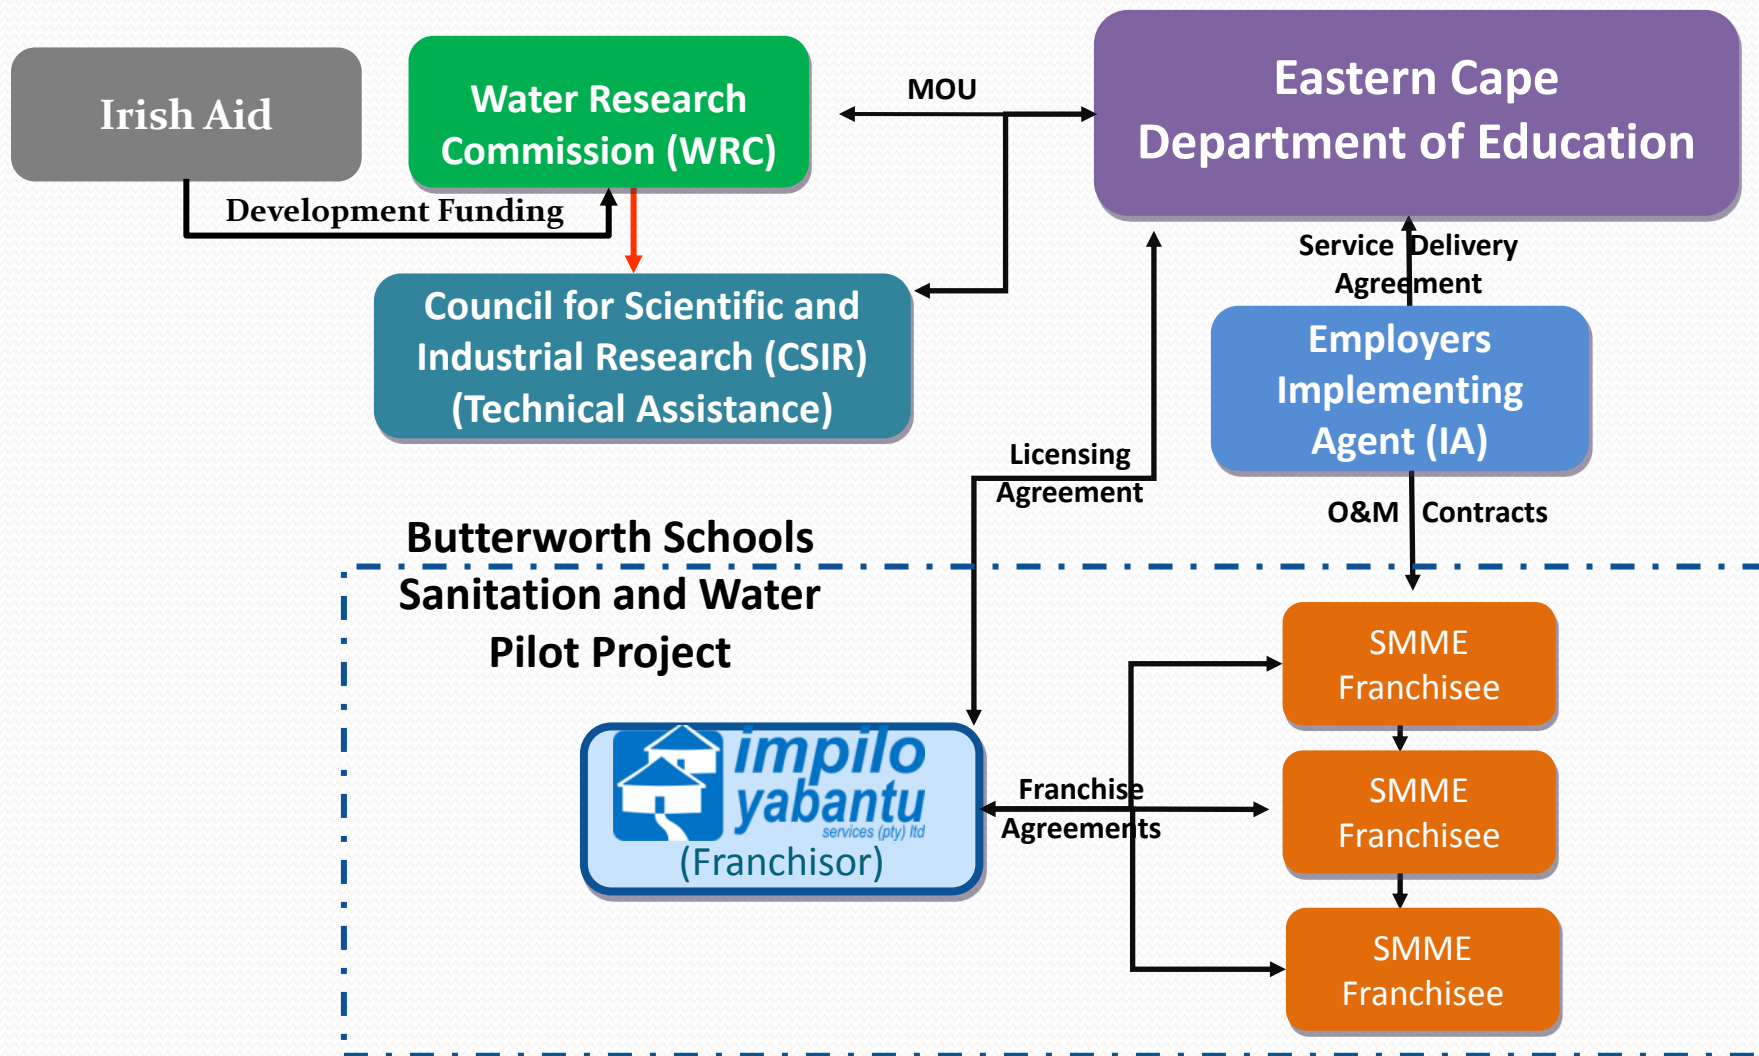 Irish Aid
Water Research
Commission (WRC)
MOU
Eastern Cape
Department of Education
Development Funding
Service Delivery
Agreement
Council for Scientific and
Industrial Research (CSIR)
(Technical Assistance)
Employers
Implementing
Agent (IA)
Licensing
Agreement
O&M Contracts
Butterworth Schools
Sanitation and Water
Pilot Project
SMME
Franchisee
impilo
yabantu
services (pty) ltd
(Franchisor)
Franchise
Agreements
SMME
Franchisee
SMME
Franchisee